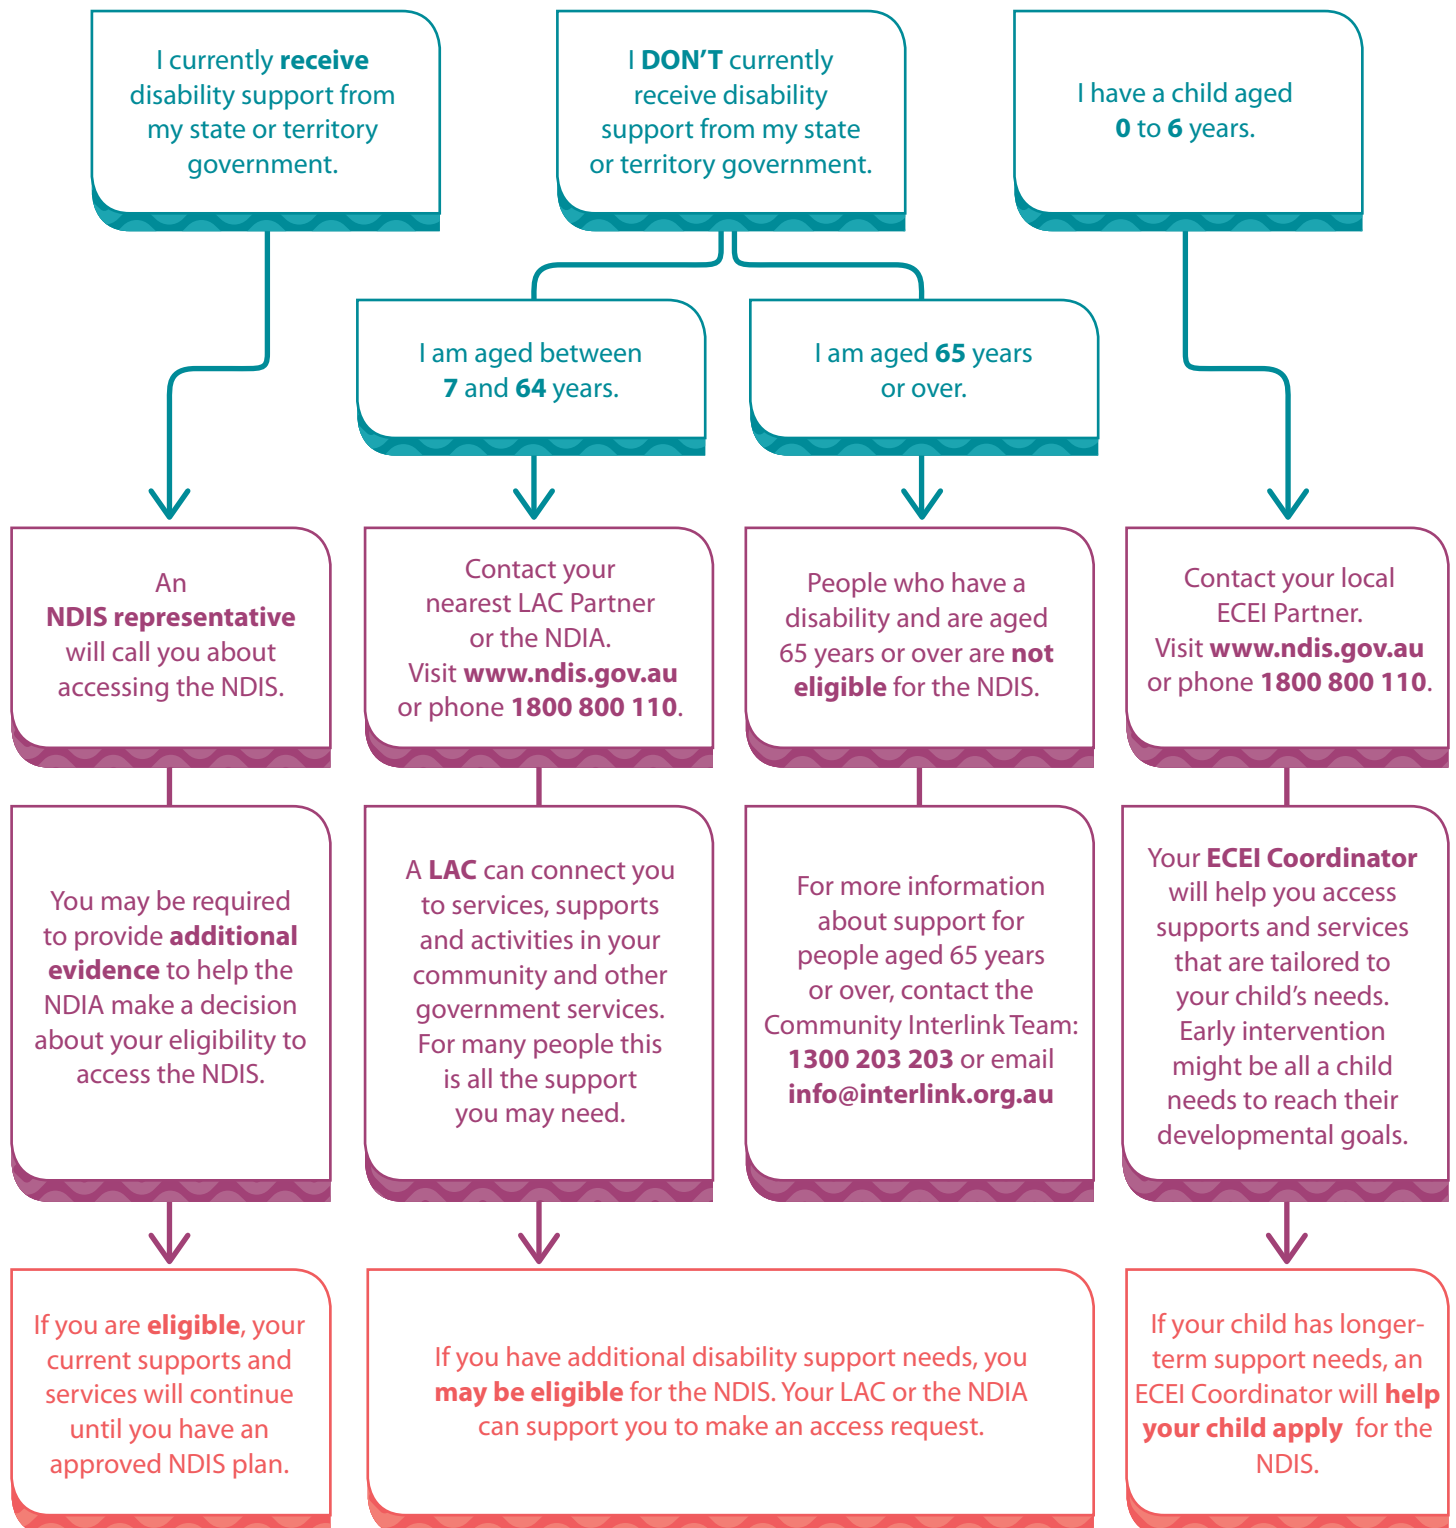 I currently receive
disability support from
my state or territory
government.
I DON’T currently
receive disability
support from my state
or territory government.
I have a child aged
0 to 6 years.
I am aged between
7 and 64 years.
I am aged 65 years
or over.
An
NDIS representative
will call you about
accessing the NDIS.
Contact your
nearest LAC Partner
or the NDIA.
Visit www.ndis.gov.au
or phone 1800 800 110.
People who have a
disability and are aged
65 years or over are not
eligible for the NDIS.
Contact your local
ECEI Partner.
Visit www.ndis.gov.au
or phone 1800 800 110.
You may be required
to provide additional
evidence to help the
NDIA make a decision
about your eligibility to
access the NDIS.
A LAC can connect you
to services, supports
and activities in your
community and other
government services.
For many people this
is all the support
you may need.
For more information
about support for
people aged 65 years
or over, contact the
Community Interlink Team:
1300 203 203 or email
info@interlink.org.au
Your ECEI Coordinator
will help you access
supports and services
that are tailored to
your child’s needs.
Early intervention
might be all a child
needs to reach their
developmental goals.
If you are eligible, your
current supports and
services will continue
until you have an
approved NDIS plan.
If you have additional disability support needs, you
may be eligible for the NDIS. Your LAC or the NDIA
can support you to make an access request.
If your child has longer-
term support needs, an
ECEI Coordinator will help
your child apply for the
NDIS.